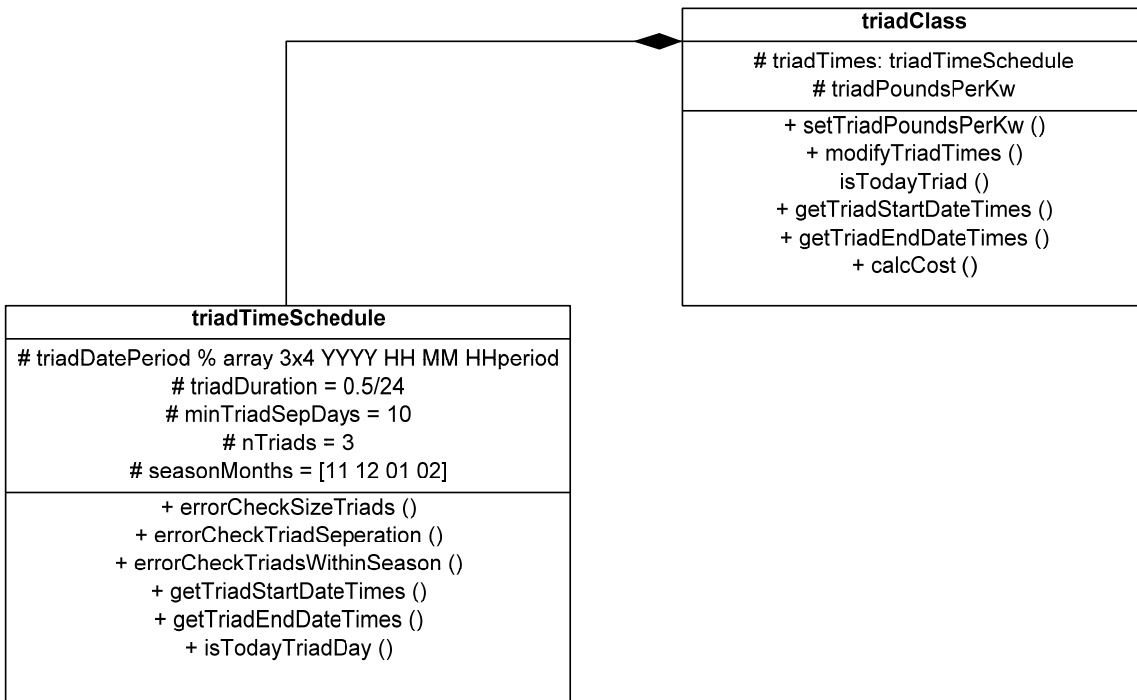 triadClass
# triadTimes: triadTimeSchedule
# triadPoundsPerKw
+ setTriadPoundsPerKw ()
+ modifyTriadTimes ()
isTodayTriad ()
+ getTriadStartDateTimes ()
+ getTriadEndDateTimes ()
+ calcCost ()
triadTimeSchedule
# triadDatePeriod % array 3x4 YYYY HH MM HHperiod
# triadDuration = 0.5/24
# minTriadSepDays = 10
# nTriads = 3
# seasonMonths = [11 12 01 02]
+ errorCheckSizeTriads ()
+ errorCheckTriadSeperation ()
+ errorCheckTriadsWithinSeason ()
+ getTriadStartDateTimes ()
+ getTriadEndDateTimes ()
+ isTodayTriadDay ()